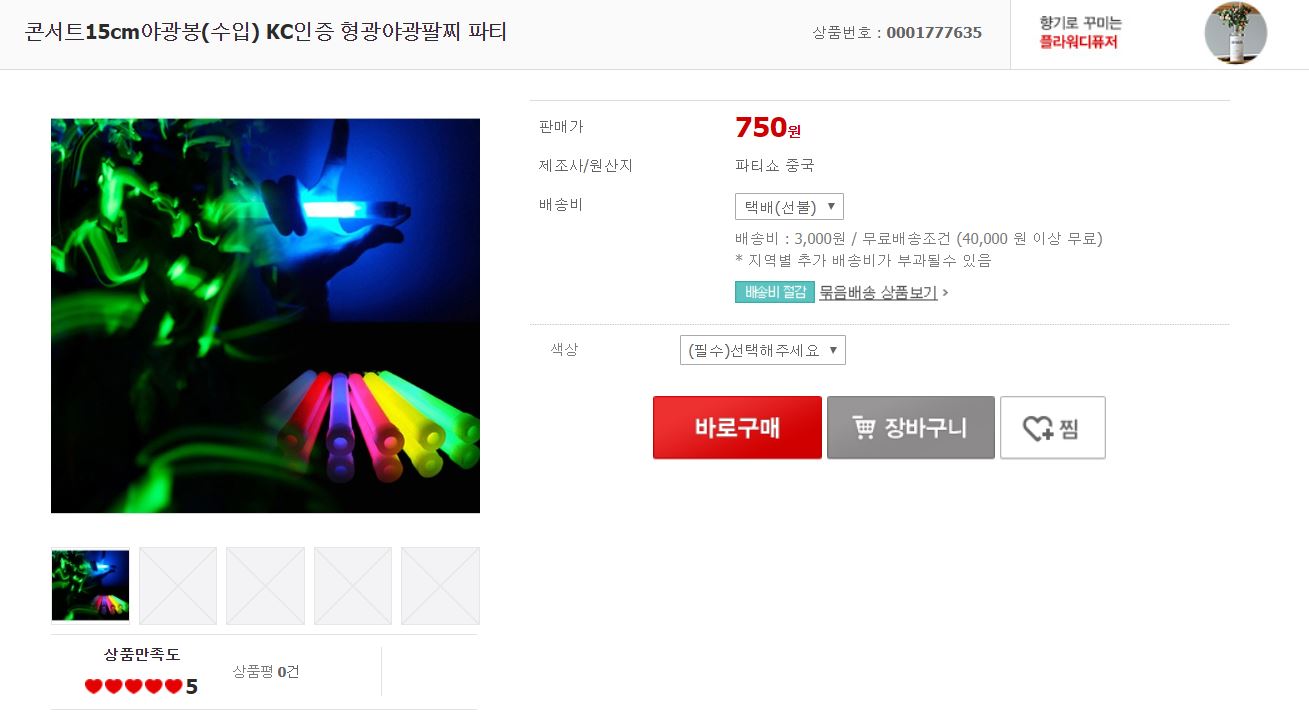 콘서트15cm야광봉(수입) KC인증 형광야광팔찌 파티
상품번호 : 0001777635
향기로 꾸미는
플라워디퓨저
판매가
750원
제조사/원산지
파티쇼 중국
배송비
택배(선불) ▼
배송비 : 3,000원 / 무료배송조건 (40,000 원 이상 무료)
* 지역별 추가 배송비가 부과될수 있음
배송비 절감 묶음배송 상품보기 ›
색상
(필수)선택해주세요 ▼
바로구매
장바구니
찜
상품만족도
5
상품평 0건